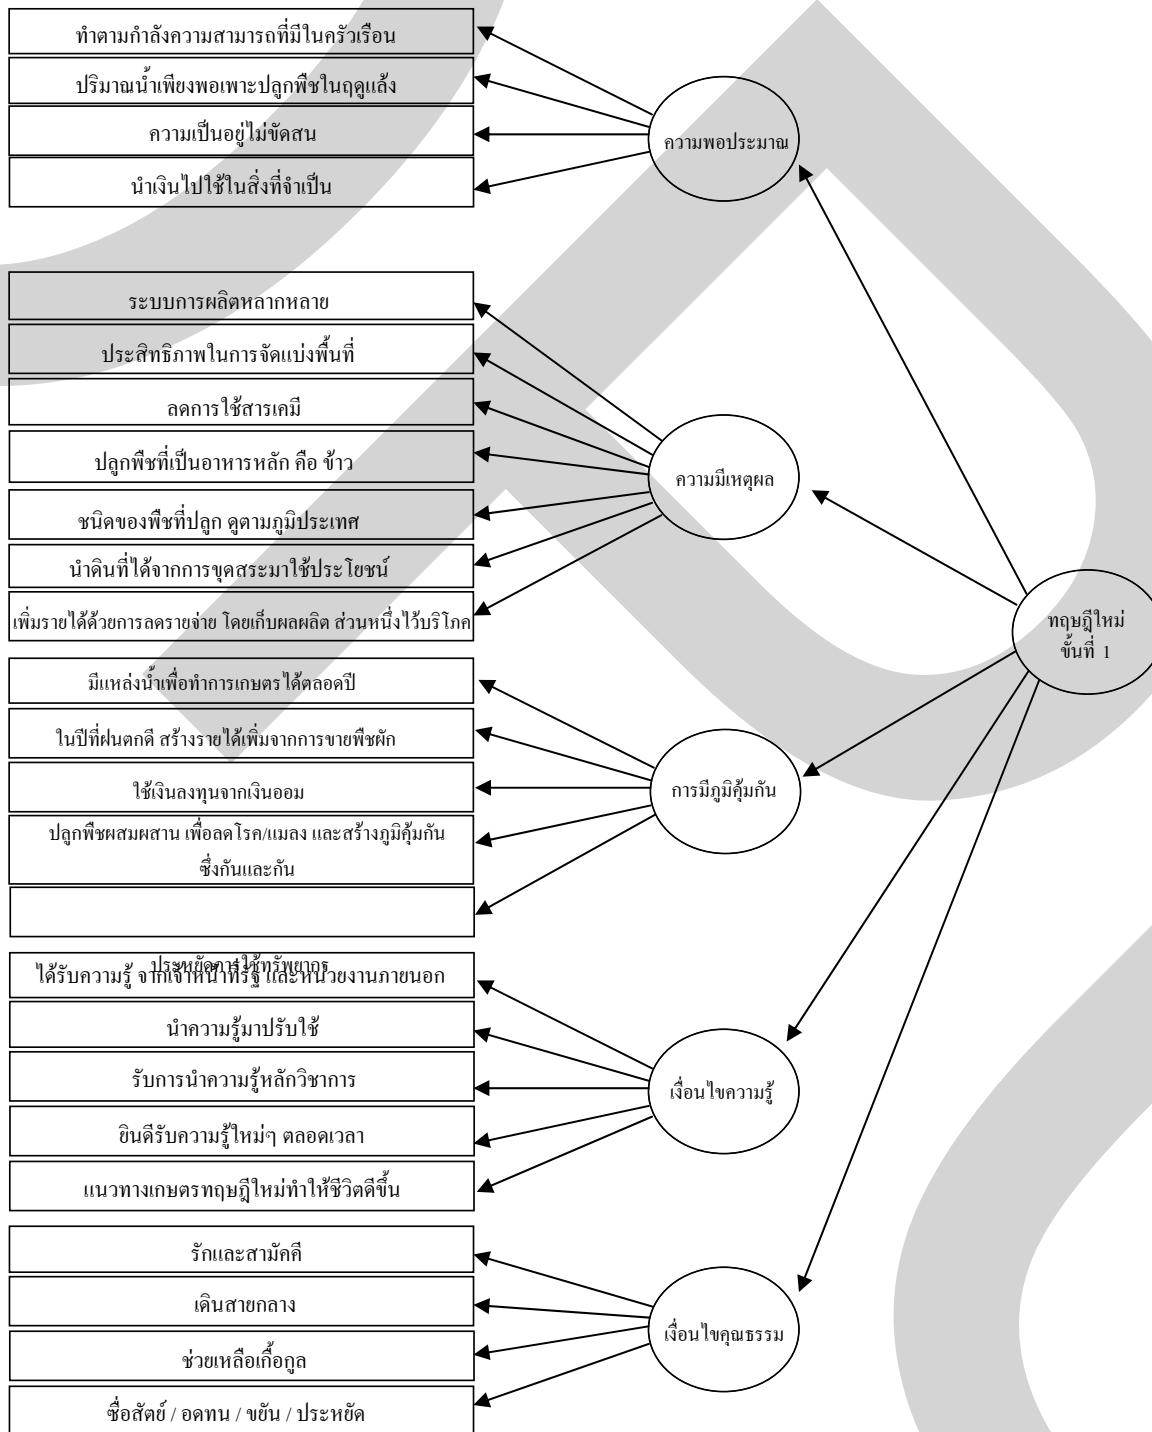 ทำตามกำลังความสามารถที่มีในครัวเรือน
ปริมาณน้ำเพียงพอเพาะปลูกพืชในฤดูแล้ง
ความเป็นอยู่ไม่ขัดสน
นำเงินไปใช้ในสิ่งที่จำเป็น
ความพอประมาณ
ระบบการผลิตหลากหลาย
ประสิทธิภาพในการจัดแบ่งพื้นที่
ลดการใช้สารเคมี
ปลูกพืชที่เป็นอาหารหลัก คือ ข้าว
ชนิดของพืชที่ปลูก ดูตามภูมิประเทศ
นำดินที่ได้จากการขุดสระมาใช้ประโยชน์
เพิ่มรายได้ด้วยการลดรายจ่าย โดยเก็บผลผลิต ส่วนหนึ่งไว้บริโภค
ความมีเหตุผล
ทฤษฎีใหม่
ขั้นที่ 1
มีแหล่งน้ำเพื่อทำการเกษตรได้ตลอดปี
ในปีที่ฝนตกดี สร้างรายได้เพิ่มจากการขายพืชผัก
ใช้เงินลงทุนจากเงินออม
ปลูกพืชผสมผสาน เพื่อลดโรค/แมลง และสร้างภูมิคุ้มกัน
ซึ่งกันและกัน
การมีภูมิคุ้มกัน
ประหยัดการใช้ทรัพยากร
ได้รับความรู้ จากเจ้าหน้าที่รัฐ และหน่วยงานภายนอก
นำความรู้มาปรับใช้
รับการนำความรู้หลักวิชาการ
ยินดีรับความรู้ใหม่ๆ ตลอดเวลา
แนวทางเกษตรทฤษฎีใหม่ทำให้ชีวิตดีขึ้น
เงื่อนไขความรู้
รักและสามัคคี
เดินสายกลาง
ช่วยเหลือเกื้อกูล
ซื่อสัตย์ / อดทน / ขยัน / ประหยัด
เงื่อนไขคุณธรรม